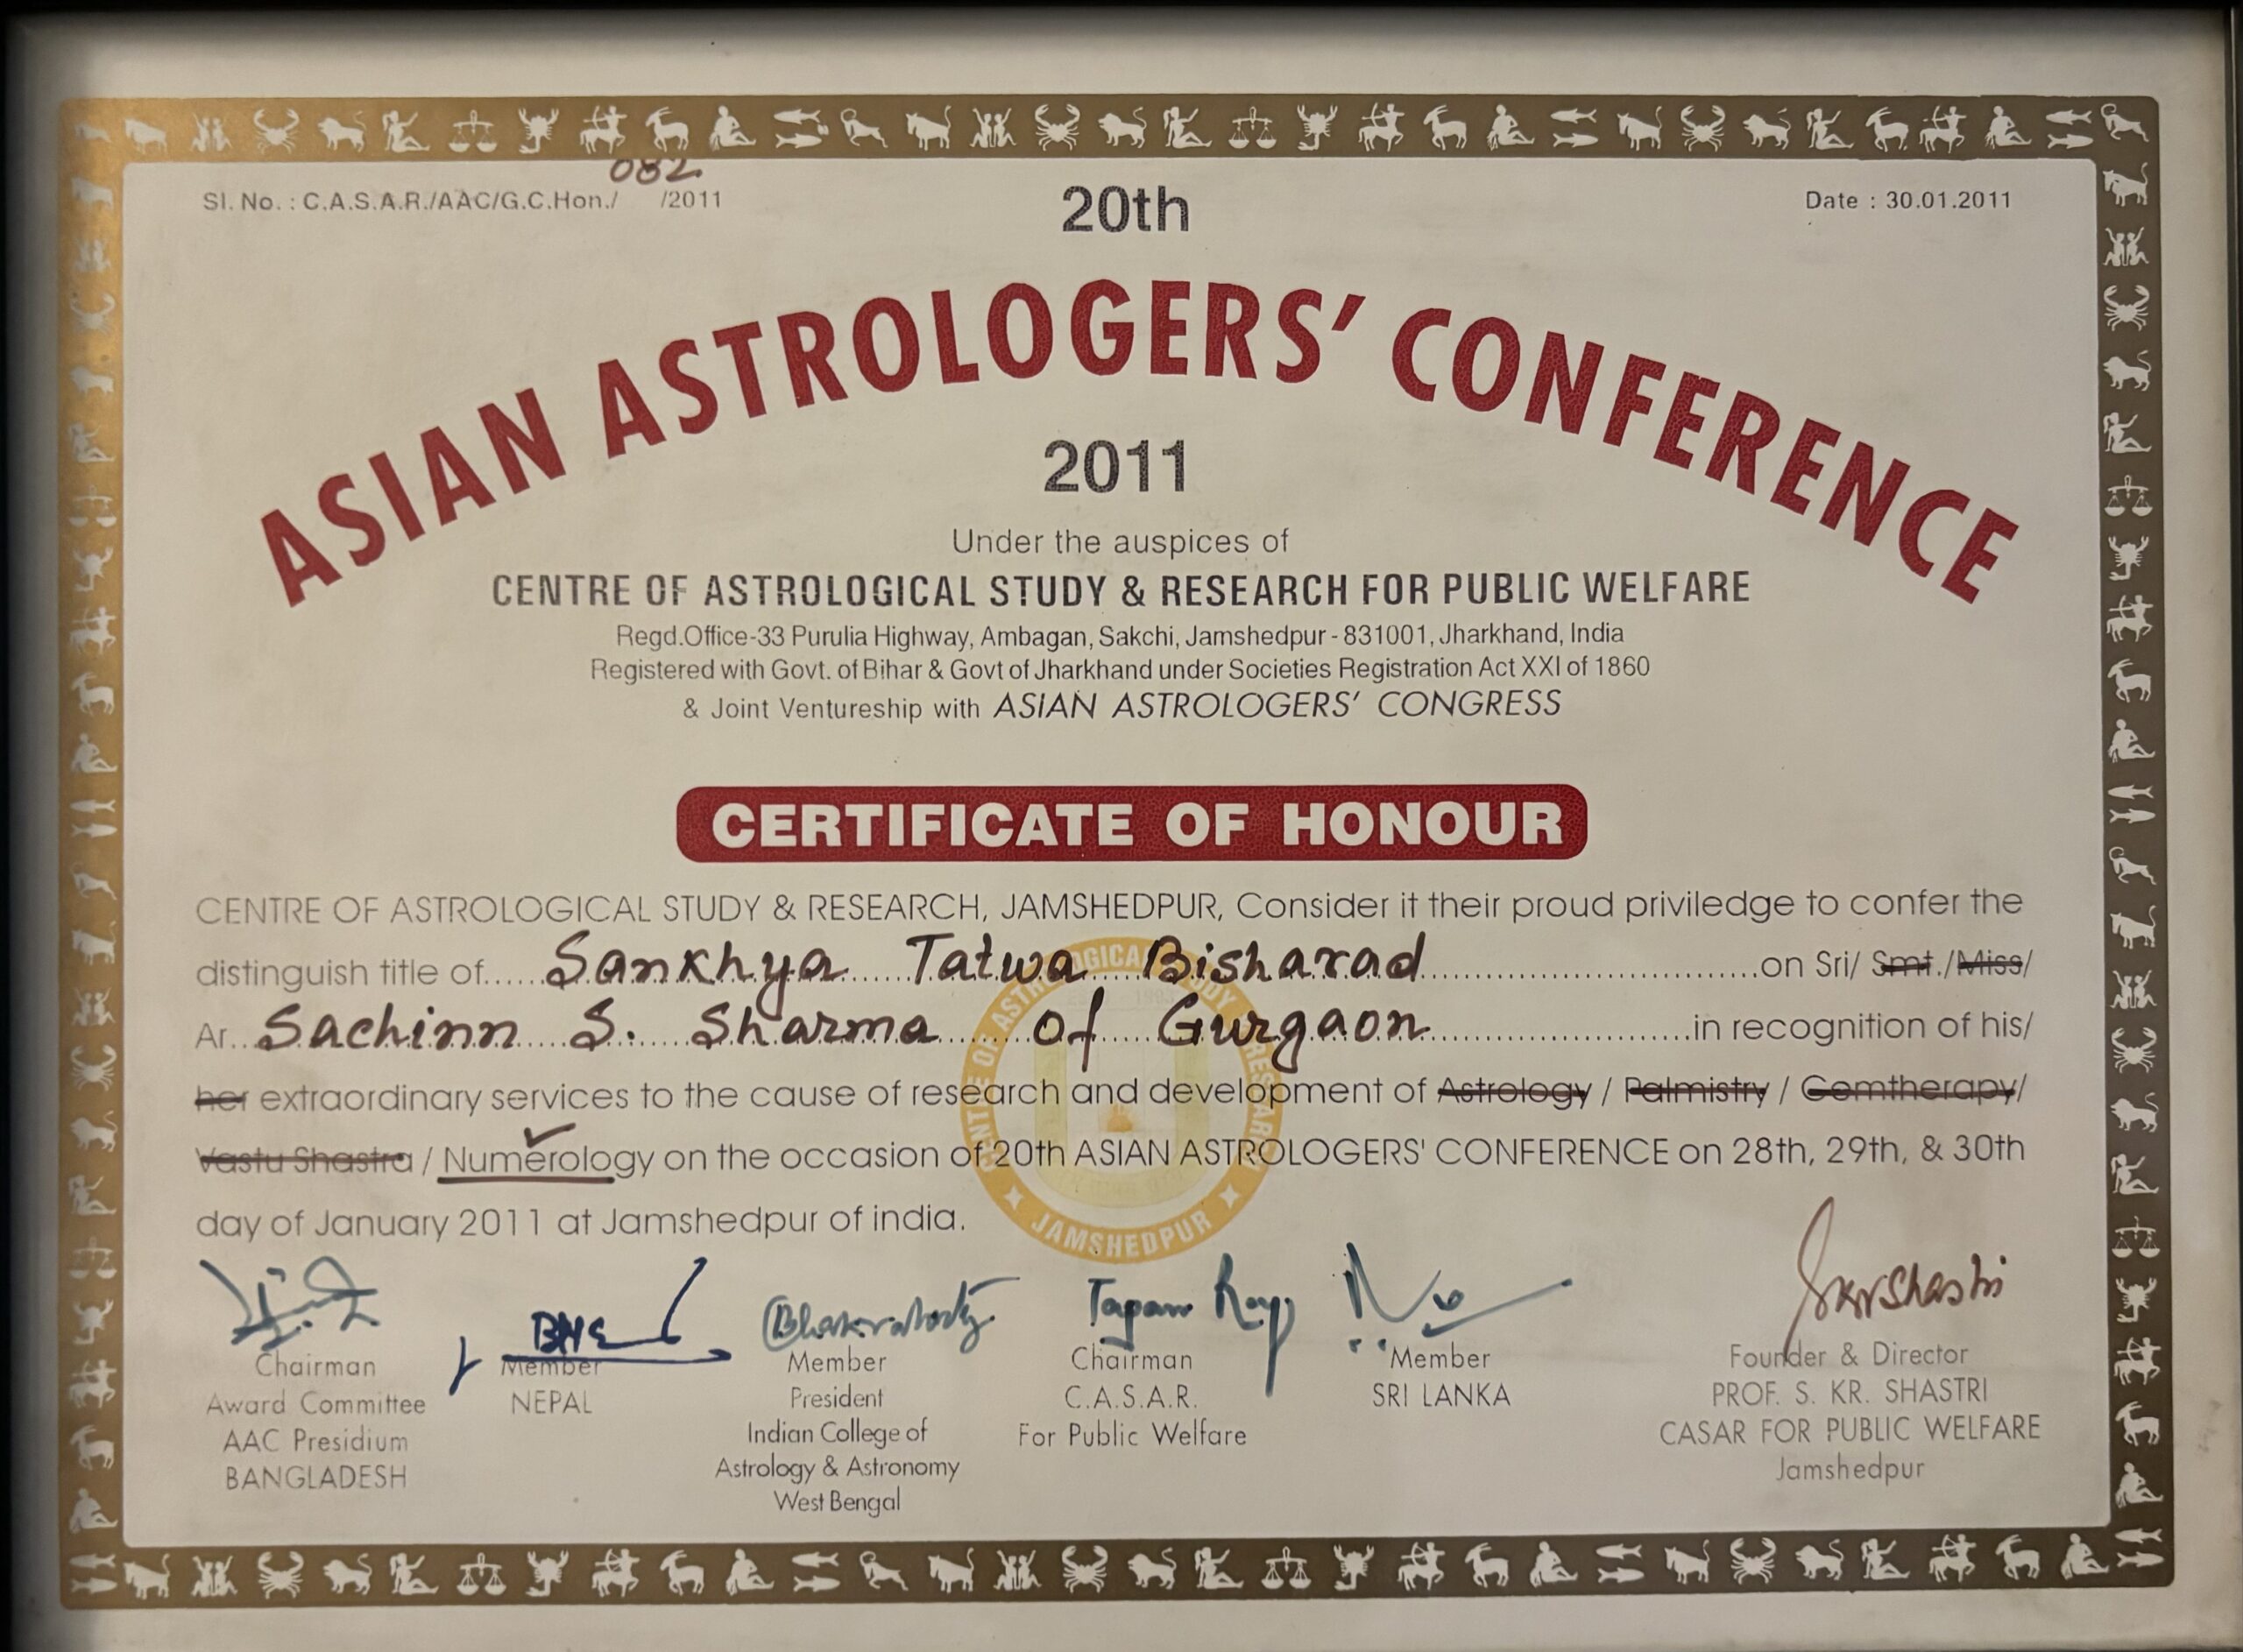 082
Sl. No. : C.A.S.A.R./AAC/G.C.Hon./ /2011
Date : 30.01.2011
20th
ASIAN ASTROLOGERS' CONFERENCE
2011
Under the auspices of
CENTRE OF ASTROLOGICAL STUDY & RESEARCH FOR PUBLIC WELFARE
Regd.Office-33 Purulia Highway, Ambagan, Sakchi, Jamshedpur - 831001, Jharkhand, India
Registered with Govt. of Bihar & Govt of Jharkhand under Societies Registration Act XXI of 1860
& Joint Ventureship with ASIAN ASTROLOGERS' CONGRESS
CERTIFICATE OF HONOUR
CENTRE OF ASTROLOGICAL STUDY & RESEARCH, JAMSHEDPUR, Consider it their proud priviledge to confer the
distinguish title of Sankhya Tatwa Bisharad on Sri/ Smt./Miss/
Ar. Sachinn S. Sharma of Gurgaon in recognition of his/
her extraordinary services to the cause of research and development of Astrology / Palmistry / Gemtherapy/
Vastu Shastra / Numerology on the occasion of 20th ASIAN ASTROLOGERS' CONFERENCE on 28th, 29th, & 30th
day of January 2011 at Jamshedpur of india.
JAMSHEDPUR
Tapan Roy
Chairman
Award Committee
AAC Presidium
BANGLADESH
Member
NEPAL
Member
President
Indian College of
Astrology & Astronomy
West Bengal
Chairman
C.A.S.A.R.
For Public Welfare
Member
SRI LANKA
Founder & Director
PROF. S. KR. SHASTRI
CASAR FOR PUBLIC WELFARE
Jamshedpur